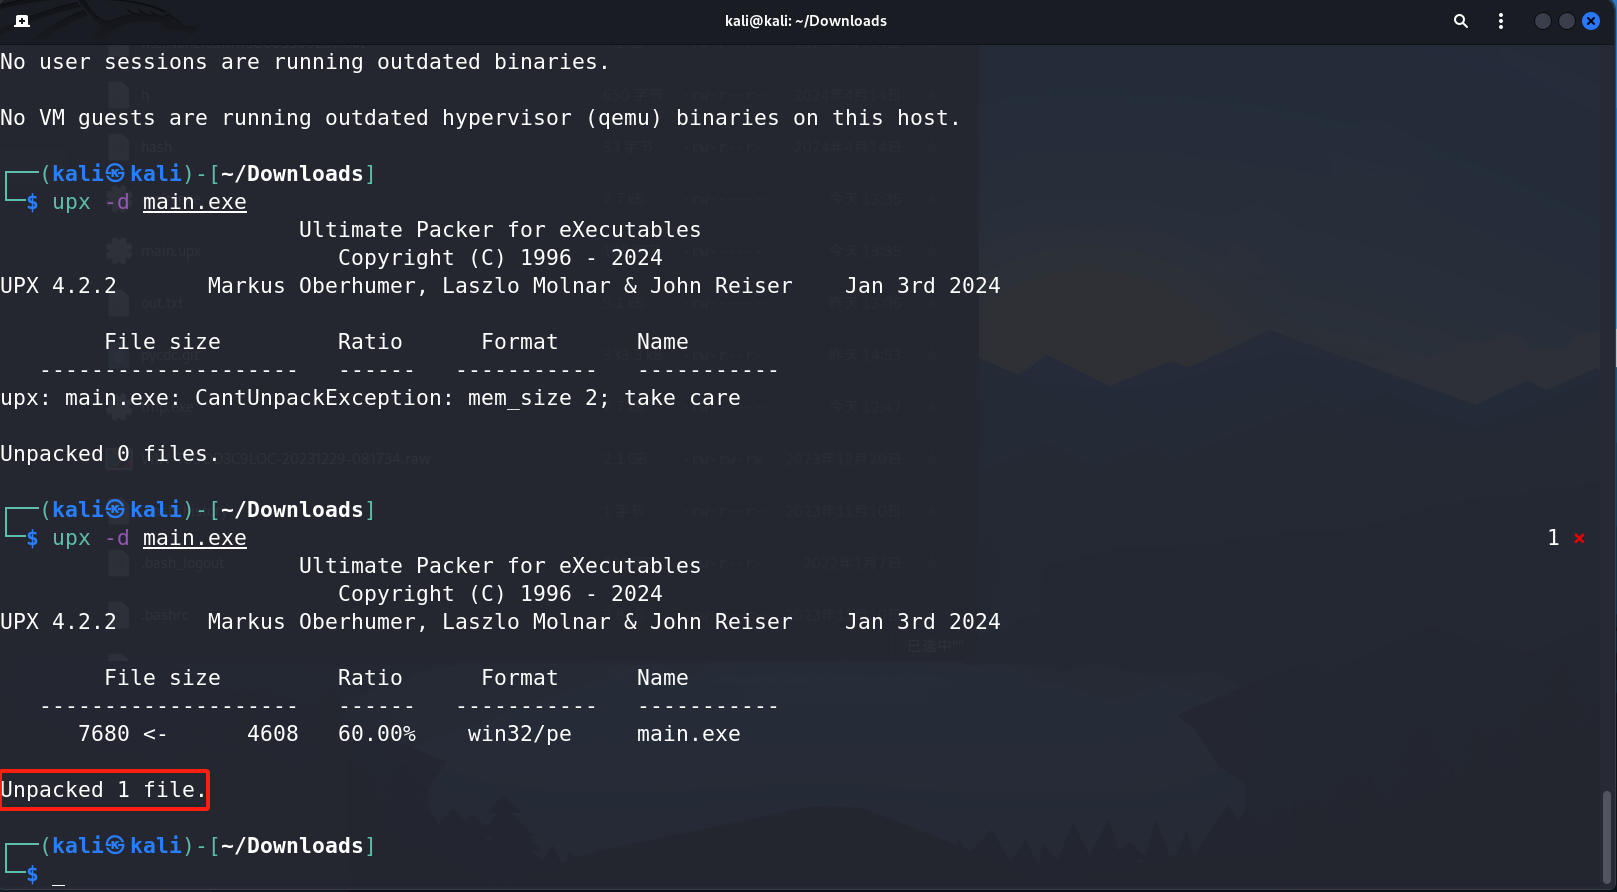 kali@kali: ~/Downloads
No user sessions are running outdated binaries.
No VM guests are running outdated hypervisor (qemu) binaries on this host.
┌──(kali㉿kali)-[~/Downloads]
└─$ upx -d main.exe
Ultimate Packer for eXecutables
Copyright (C) 1996 - 2024
UPX 4.2.2       Markus Oberhumer, Laszlo Molnar & John Reiser    Jan 3rd 2024
File size         Ratio      Format      Name
--------------------   ------   -----------   -----------
upx: main.exe: CantUnpackException: mem_size 2; take care
Unpacked 0 files.
┌──(kali㉿kali)-[~/Downloads]
└─$ upx -d main.exe 1 ×
Ultimate Packer for eXecutables
Copyright (C) 1996 - 2024
UPX 4.2.2       Markus Oberhumer, Laszlo Molnar & John Reiser    Jan 3rd 2024
File size         Ratio      Format      Name
--------------------   ------   -----------   -----------
7680 <-      4608   60.00%    win32/pe     main.exe
Unpacked 1 file.
┌──(kali㉿kali)-[~/Downloads]
└─$ _